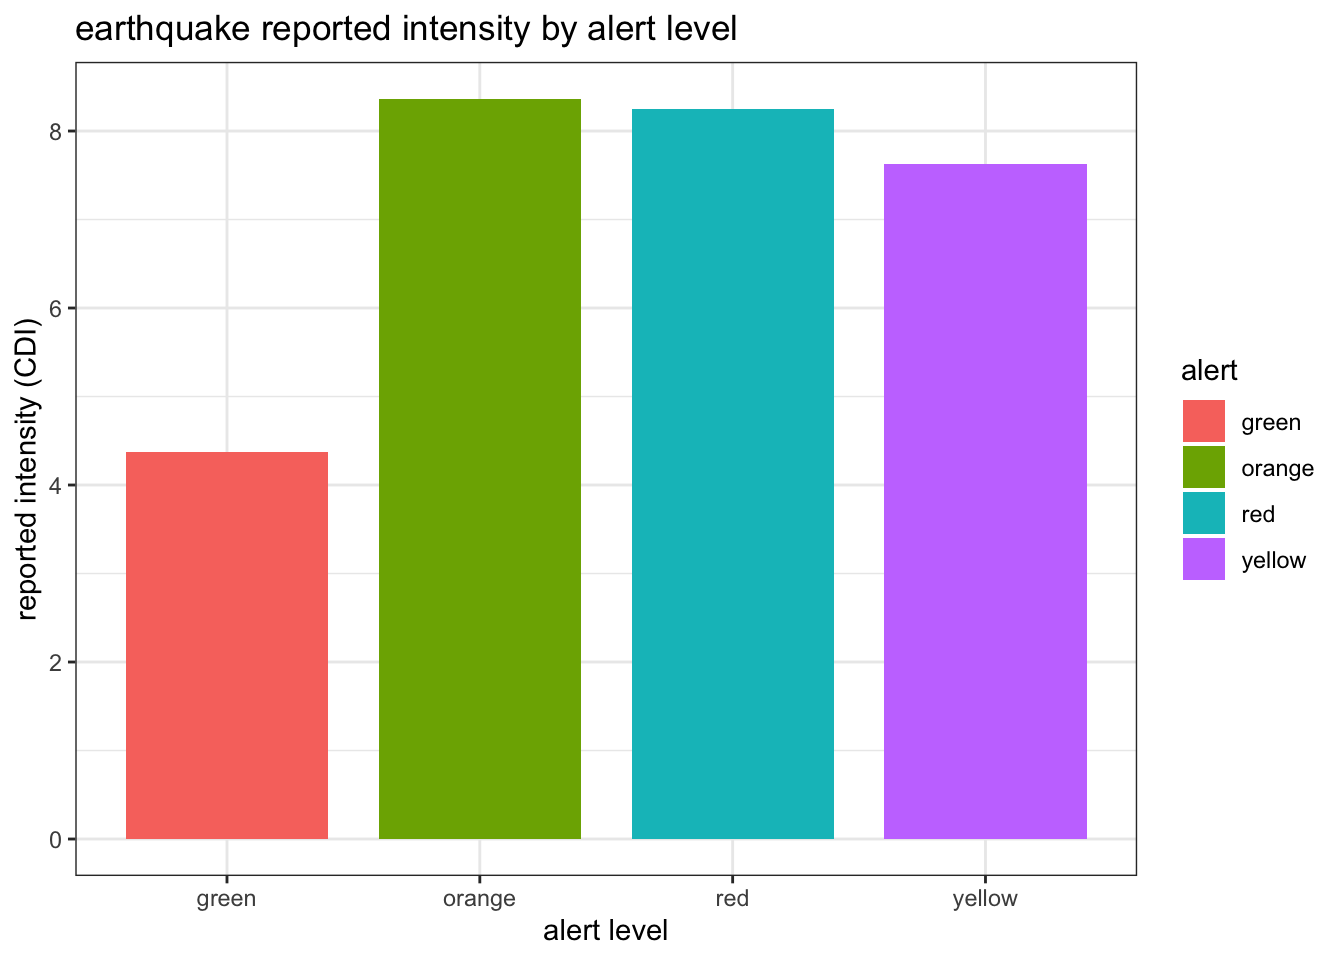 earthquake reported intensity by alert level
reported intensity (CDI)
8
6
4
2
0
green
orange
red
yellow
alert level
alert
green
orange
red
yellow